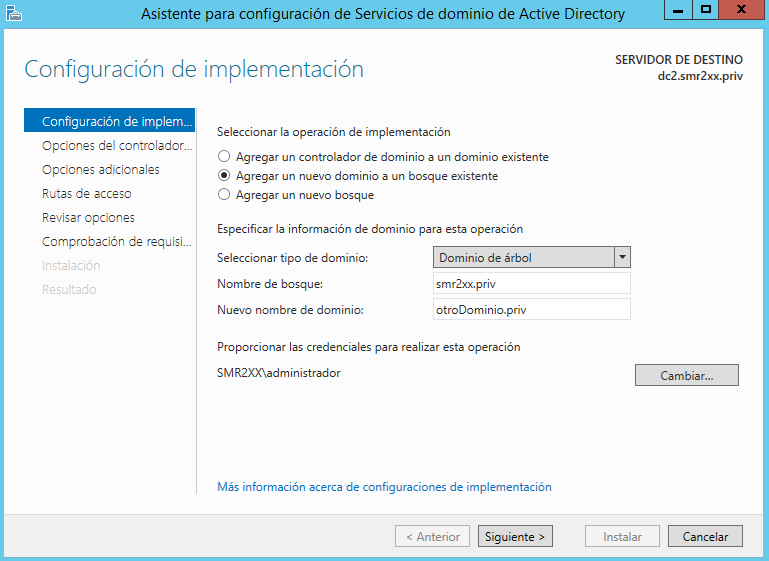 Asistente para configuración de Servicios de dominio de Active Directory
Configuración de implementación
SERVIDOR DE DESTINO
dc2.smr2xx.priv
Configuración de implem...
Opciones del controlador...
Opciones adicionales
Rutas de acceso
Revisar opciones
Comprobación de requisi...
Instalación
Resultado
Seleccionar la operación de implementación
Agregar un controlador de dominio a un dominio existente
Agregar un nuevo dominio a un bosque existente
Agregar un nuevo bosque
Especificar la información de dominio para esta operación
Seleccionar tipo de dominio: Dominio de árbol
Nombre de bosque: smr2xx.priv
Nuevo nombre de dominio: otroDominio.priv
Proporcionar las credenciales para realizar esta operación
SMR2XX\administrador Cambiar...
Más información acerca de configuraciones de implementación
< Anterior Siguiente > Instalar Cancelar